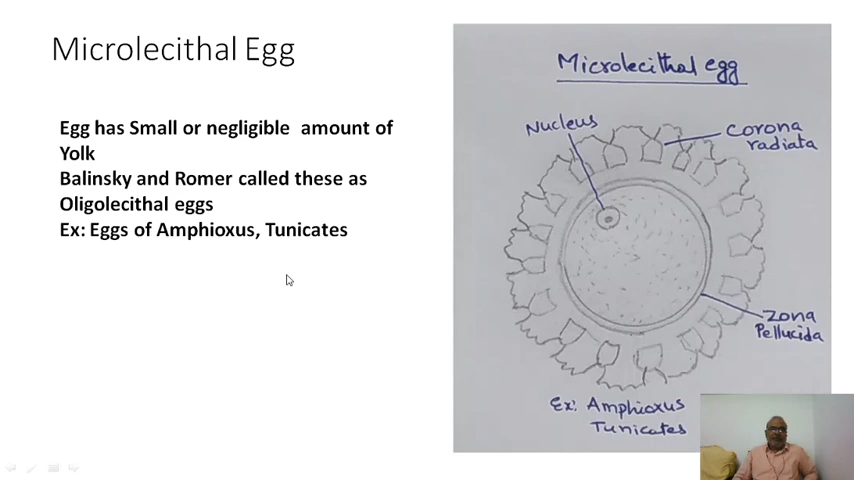 Microlecithal Egg
Egg has Small or negligible  amount of
Yolk
Balinsky and Romer called these as
Oligolecithal eggs
Ex: Eggs of Amphioxus, Tunicates
Microlecithal egg
Nucleus
Corona
radiata
Zona
Pellucida
Ex: Amphioxus
Tunicates